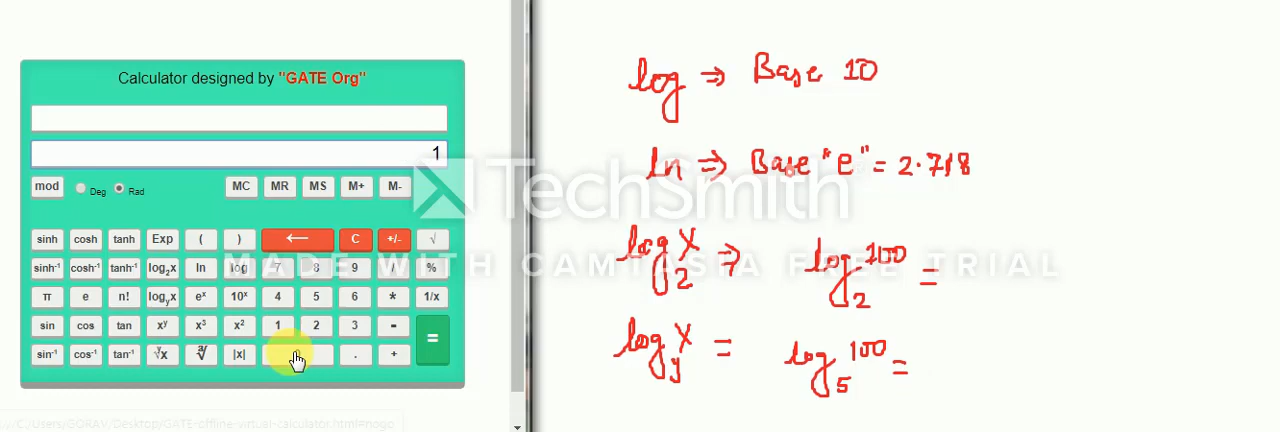 Calculator designed by "GATE Org"
1
mod Deg Rad MC MR MS M+ M-
sinh cosh tanh Exp ( ) ← C +/- √
sinh⁻¹ cosh⁻¹ tanh⁻¹ log₂x ln log 7 8 9 %
π e n! logᵧx eˣ 10ˣ 4 5 6 * 1/x
sin cos tan xʸ x³ x² 1 2 3 - =
sin⁻¹ cos⁻¹ tan⁻¹ ʸ√x ³√ |x| . +
log ⇒ Base 10
ln ⇒ Base "e" = 2.718
log₂ x ⇒ log₂ 100 =
logᵧ x = log₅ 100 =
TechSmith
MADE WITH CAMTASIA FREE TRIAL